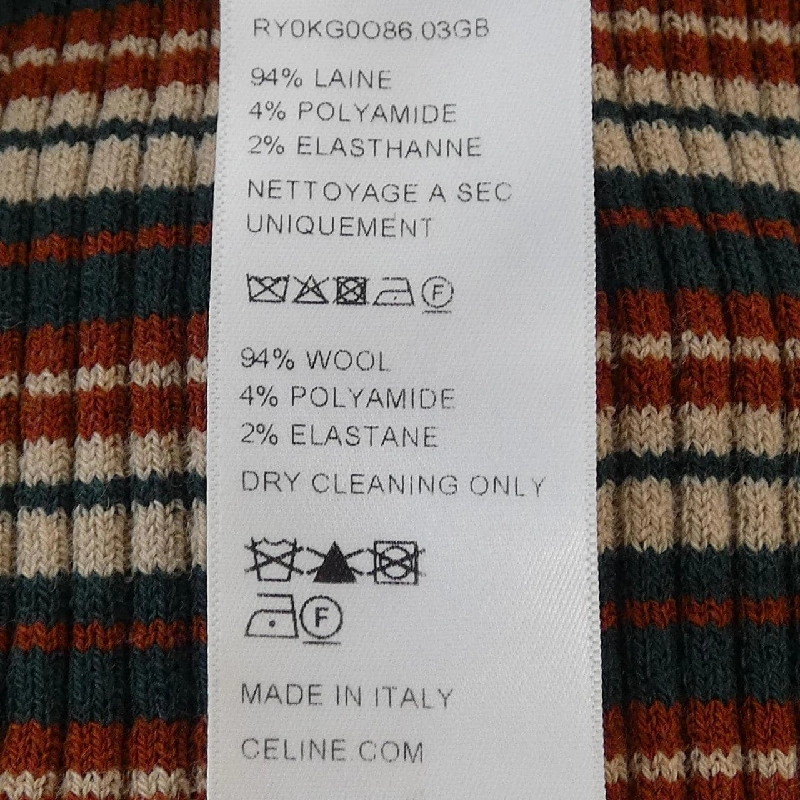 RY0KG0O86.03GB
94% LAINE
4% POLYAMIDE
2% ELASTHANNE
NETTOYAGE A SEC
UNIQUEMENT
F
94% WOOL
4% POLYAMIDE
2% ELASTANE
DRY CLEANING ONLY
F
MADE IN ITALY
CELINE.COM